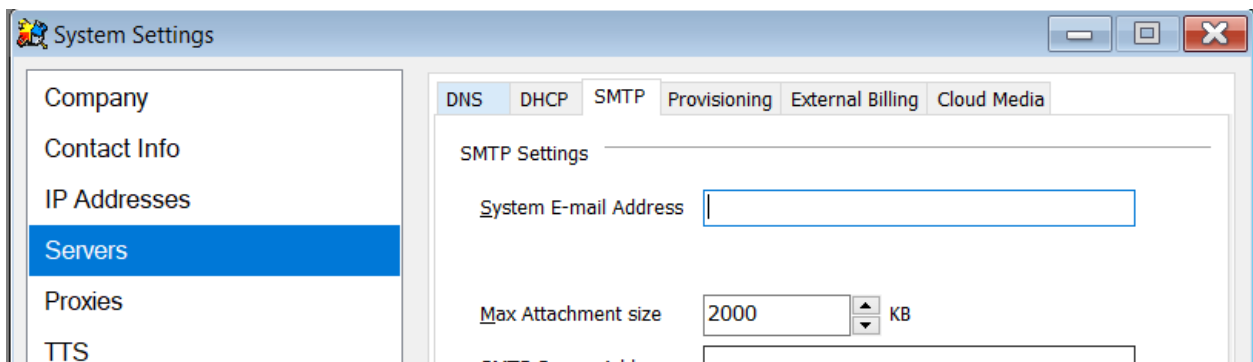 System Settings
Company
Contact Info
IP Addresses
Servers
Proxies
TTS
DNS DHCP SMTP Provisioning External Billing Cloud Media
SMTP Settings
System E-mail Address
Max Attachment size 2000 KB